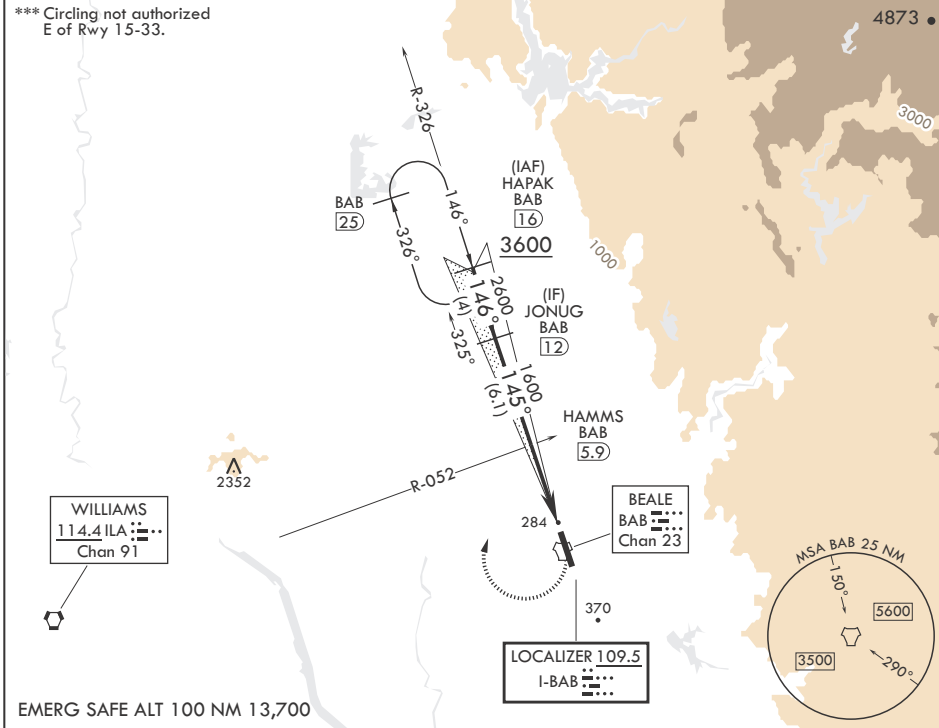 *** Circling not authorized
E of Rwy 15-33.
4873
R-326
3000
(IAF)
HAPAK
BAB
16
3600
BAB
25
146°
326°
1000
2600
146°
(4)
(IF)
JONUG
BAB
12
325°
1600
145°
(6.1)
HAMMS
BAB
5.9
R-052
2352
WILLIAMS
114.4 ILA
Chan 91
284
BEALE
BAB
Chan 23
MSA BAB 25 NM
150°
5600
3500
290°
370
LOCALIZER 109.5
I-BAB
EMERG SAFE ALT 100 NM 13,700